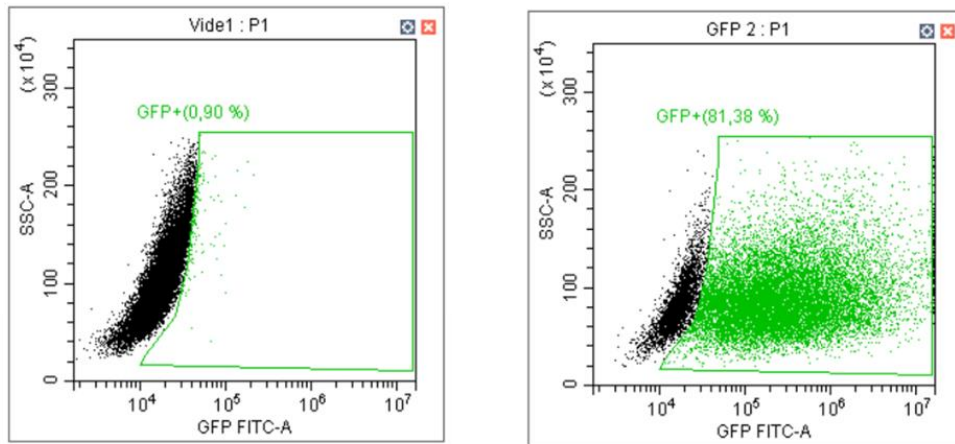 Vide1 : P1
(x 10⁴)
300
200
100
0
SSC-A
GFP+(0,90 %)
10⁴ 10⁵ 10⁶ 10⁷
GFP FITC-A
GFP 2 : P1
(x 10⁴)
300
200
100
0
SSC-A
GFP+(81,38 %)
10⁴ 10⁵ 10⁶ 10⁷
GFP FITC-A